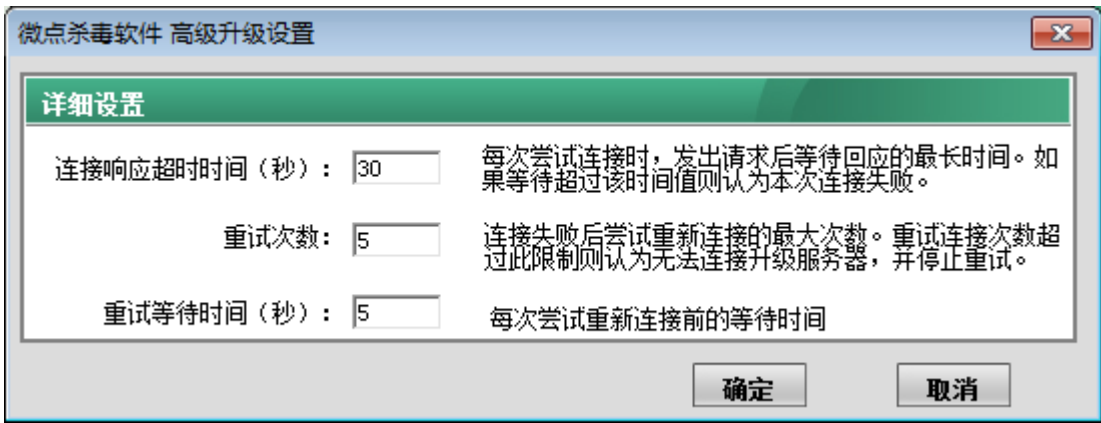 微点杀毒软件 高级升级设置
详细设置
连接响应超时时间（秒）： 30
每次尝试连接时，发出请求后等待回应的最长时间。如
果等待超过该时间值则认为本次连接失败。
重试次数： 5
连接失败后尝试重新连接的最大次数。重试连接次数超
过此限制则认为无法连接升级服务器，并停止重试。
重试等待时间（秒）： 5
每次尝试重新连接前的等待时间
确定
取消